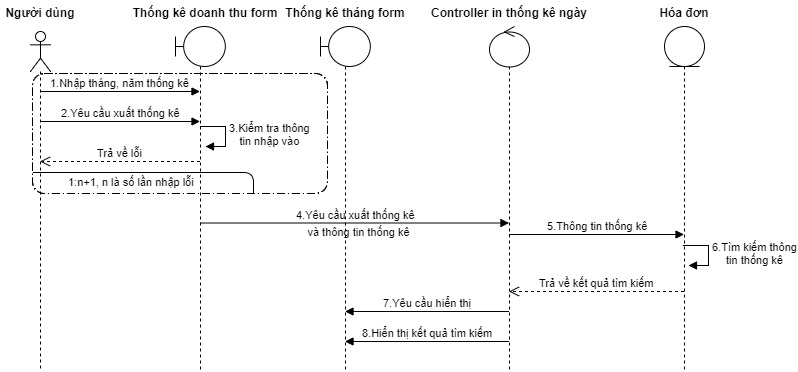 Người dùng
Thống kê doanh thu form
Thống kê tháng form
Controller in thống kê ngày
Hóa đơn
1.Nhập tháng, năm thống kê
2.Yêu cầu xuất thống kê
3.Kiểm tra thông
tin nhập vào
Trả về lỗi
1:n+1, n là số lần nhập lỗi
4.Yêu cầu xuất thống kê
và thông tin thống kê
5.Thông tin thống kê
6.Tìm kiếm thông
tin thống kê
Trả về kết quả tìm kiếm
7.Yêu cầu hiển thị
8.Hiển thị kết quả tìm kiếm